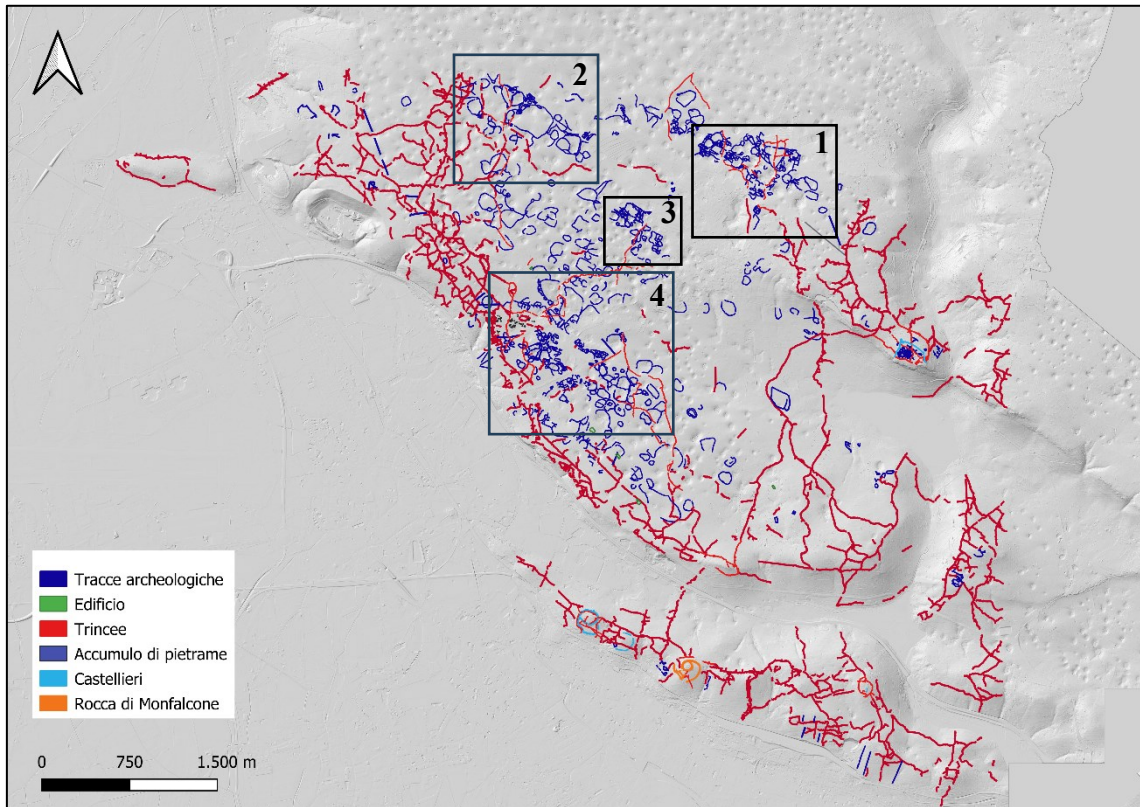 2
1
3
4
Tracce archeologiche
Edificio
Trincee
Accumulo di pietrame
Castellieri
Rocca di Monfalcone
0 750 1.500 m